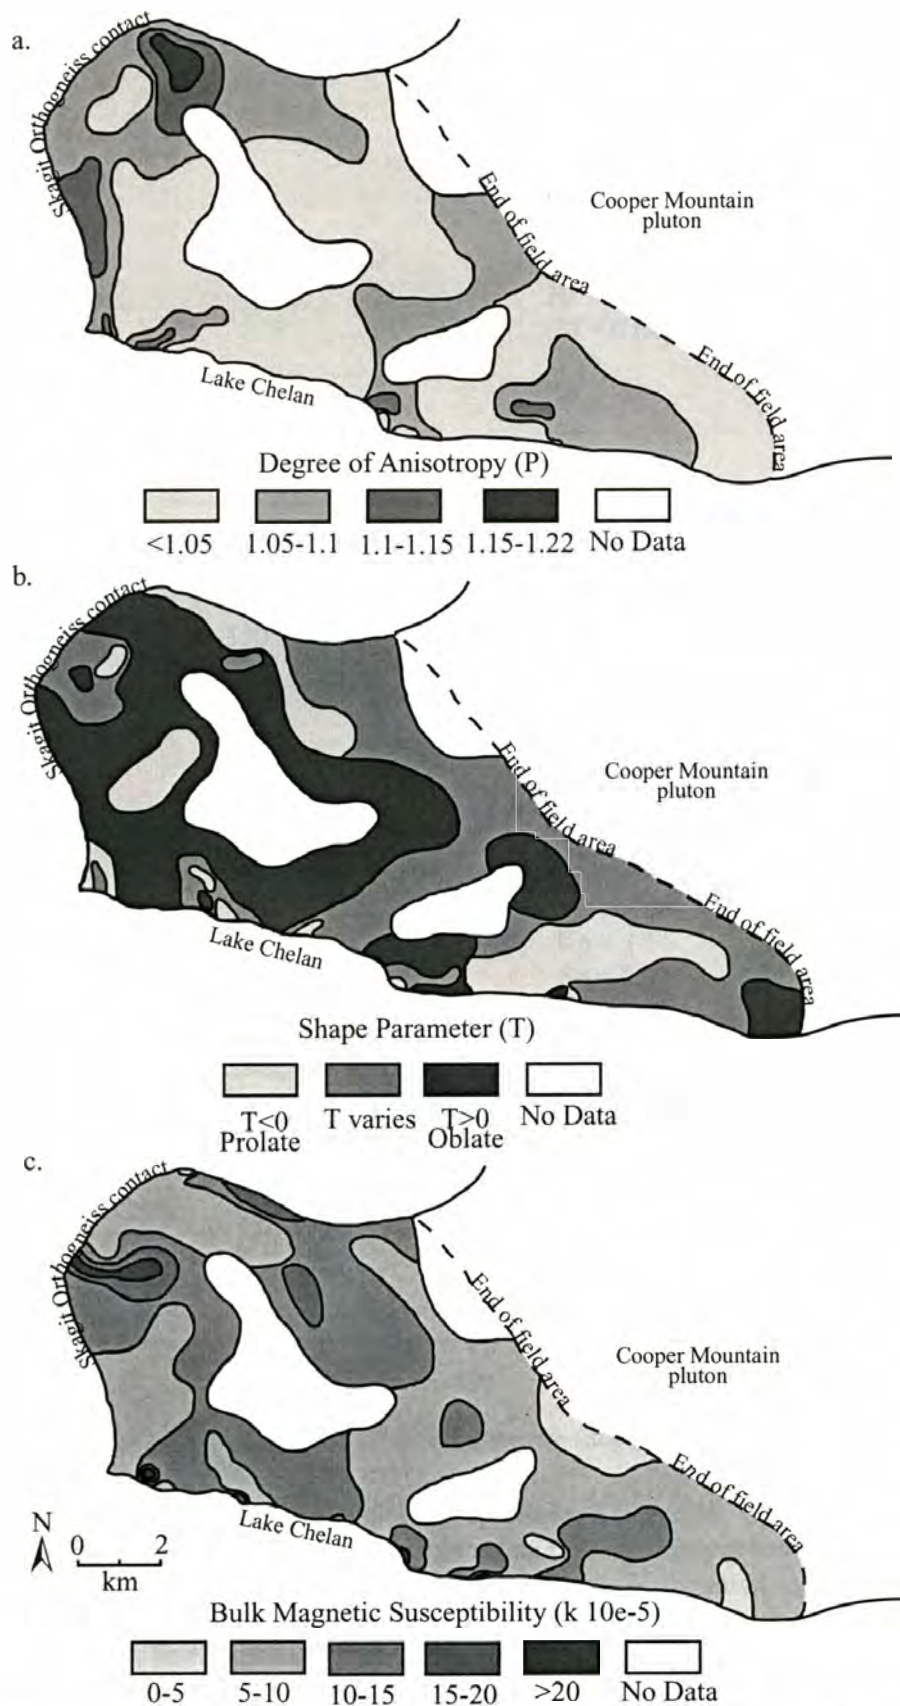 a.
Skagit Orthogneiss contact
End of field area
Cooper Mountain
pluton
End of field area
Lake Chelan
Degree of Anisotropy (P)
<1.05 1.05-1.1 1.1-1.15 1.15-1.22 No Data
b.
Skagit Orthogneiss contact
End of field area
Cooper Mountain
pluton
End of field area
Lake Chelan
Shape Parameter (T)
T<0 T varies T>0 No Data
Prolate Oblate
c.
Skagit Orthogneiss contact
End of field area
Cooper Mountain
pluton
End of field area
Lake Chelan
N
0 2
km
Bulk Magnetic Susceptibility (k 10e-5)
0-5 5-10 10-15 15-20 >20 No Data